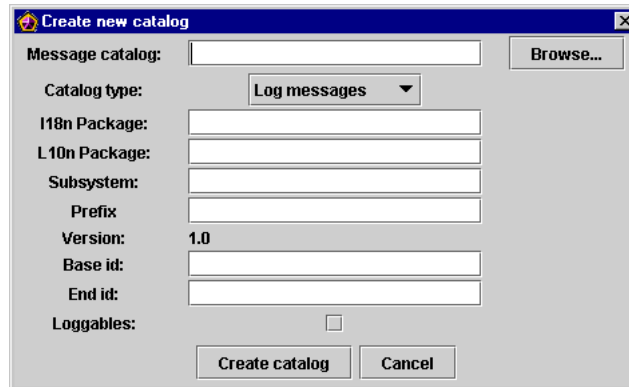 Create new catalog
Message catalog: Browse...
Catalog type: Log messages
I18n Package:
L10n Package:
Subsystem:
Prefix
Version: 1.0
Base id:
End id:
Loggables:
Create catalog Cancel